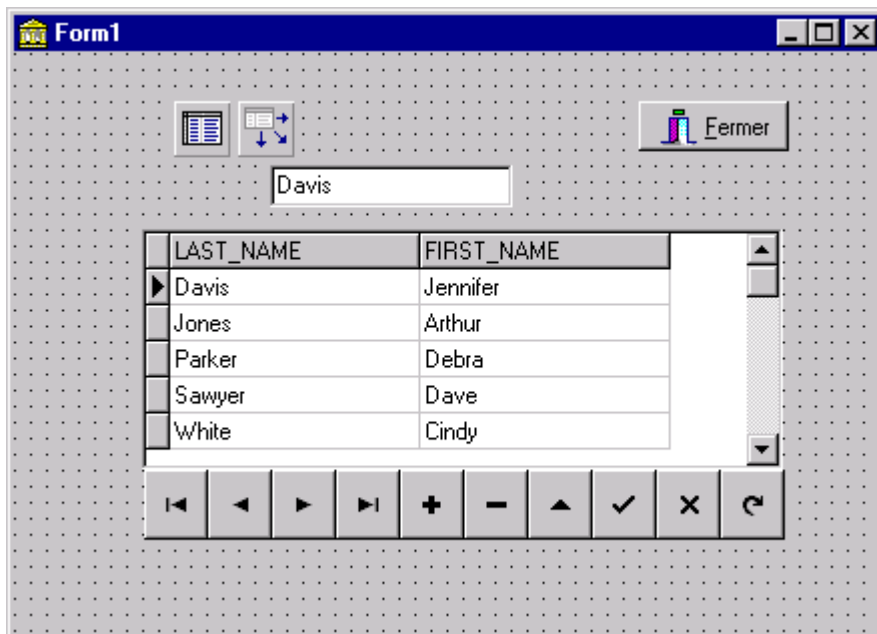 Form1
Fermer
Davis
LAST_NAME FIRST_NAME
Davis Jennifer
Jones Arthur
Parker Debra
Sawyer Dave
White Cindy